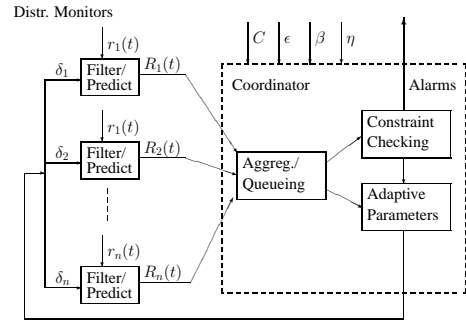 Distr. Monitors
r₁(t)
C ϵ β η
δ₁ Filter/ Predict R₁(t)
Coordinator
Alarms
r₁(t)
δ₂ Filter/ Predict R₂(t)
Constraint
Checking
Aggreg./
Queueing
Adaptive
Parameters
rₙ(t)
δₙ Filter/ Predict Rₙ(t)